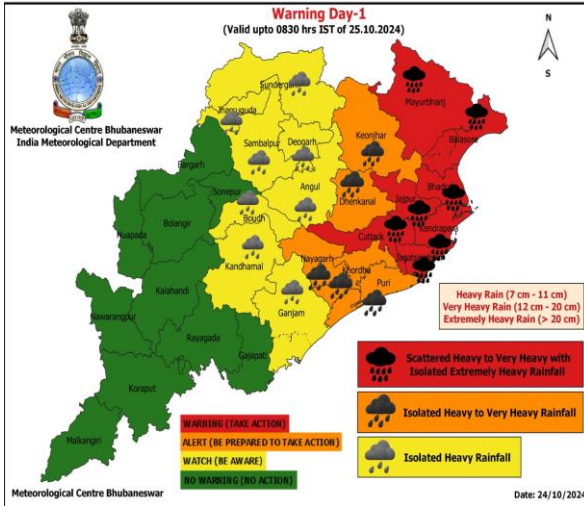 Warning Day-1
(Valid upto 0830 hrs IST of 25.10.2024)
N
S
Meteorological Centre Bhubaneswar
India Meteorological Department
Sundergarh
Jharsuguda
Mayurbhanj
Balasore
Keonjhar
Sambalpur
Deogarh
Bargarh
Sonepur
Angul
Dhenkanal
Bhadrak
Jajpur
Kendrapara
Nuapada
Bolangir
Boudh
Cuttack
Kandhamal
Nayagarh
Khordha
Puri
Kalahandi
Ganjam
Nawarangpur
Rayagada
Gajapati
Koraput
Malkangiri
Heavy Rain (7 cm - 11 cm)
Very Heavy Rain (12 cm - 20 cm)
Extremely Heavy Rain (> 20 cm)
Scattered Heavy to Very Heavy with
Isolated Extremely Heavy Rainfall
Isolated Heavy to Very Heavy Rainfall
Isolated Heavy Rainfall
WARNING (TAKE ACTION)
ALERT (BE PREPARED TO TAKE ACTION)
WATCH (BE AWARE)
NO WARNING (NO ACTION)
Meteorological Centre Bhubaneswar
Date: 24/10/2024